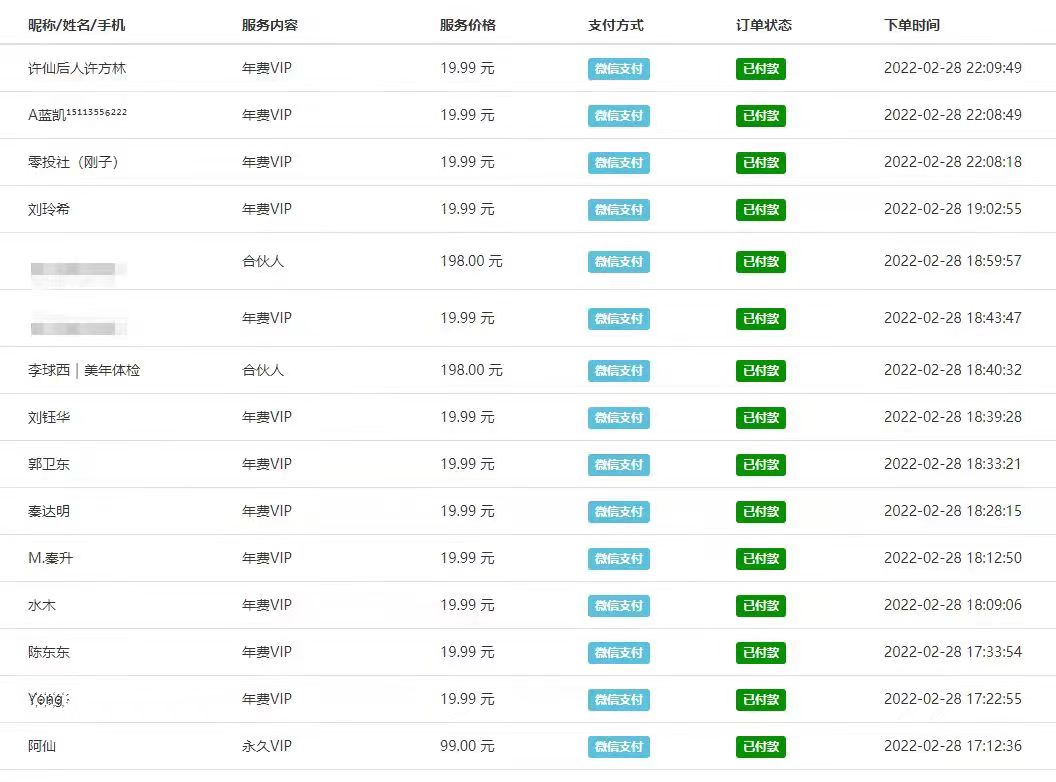 昵称/姓名/手机 服务内容 服务价格 支付方式 订单状态 下单时间
许仙后人许方林 年费VIP 19.99 元 微信支付 已付款 2022-02-28 22:09:49
A蓝凯¹⁵¹¹³⁵⁵⁶²²² 年费VIP 19.99 元 微信支付 已付款 2022-02-28 22:08:49
零投社（刚子） 年费VIP 19.99 元 微信支付 已付款 2022-02-28 22:08:18
刘玲希 年费VIP 19.99 元 微信支付 已付款 2022-02-28 19:02:55
合伙人 198.00 元 微信支付 已付款 2022-02-28 18:59:57
年费VIP 19.99 元 微信支付 已付款 2022-02-28 18:43:47
李球西｜美年体检 合伙人 198.00 元 微信支付 已付款 2022-02-28 18:40:32
刘钰华 年费VIP 19.99 元 微信支付 已付款 2022-02-28 18:39:28
郭卫东 年费VIP 19.99 元 微信支付 已付款 2022-02-28 18:33:21
秦达明 年费VIP 19.99 元 微信支付 已付款 2022-02-28 18:28:15
M.秦升 年费VIP 19.99 元 微信支付 已付款 2022-02-28 18:12:50
水木 年费VIP 19.99 元 微信支付 已付款 2022-02-28 18:09:06
陈东东 年费VIP 19.99 元 微信支付 已付款 2022-02-28 17:33:54
Yong 年费VIP 19.99 元 微信支付 已付款 2022-02-28 17:22:55
阿仙 永久VIP 99.00 元 微信支付 已付款 2022-02-28 17:12:36